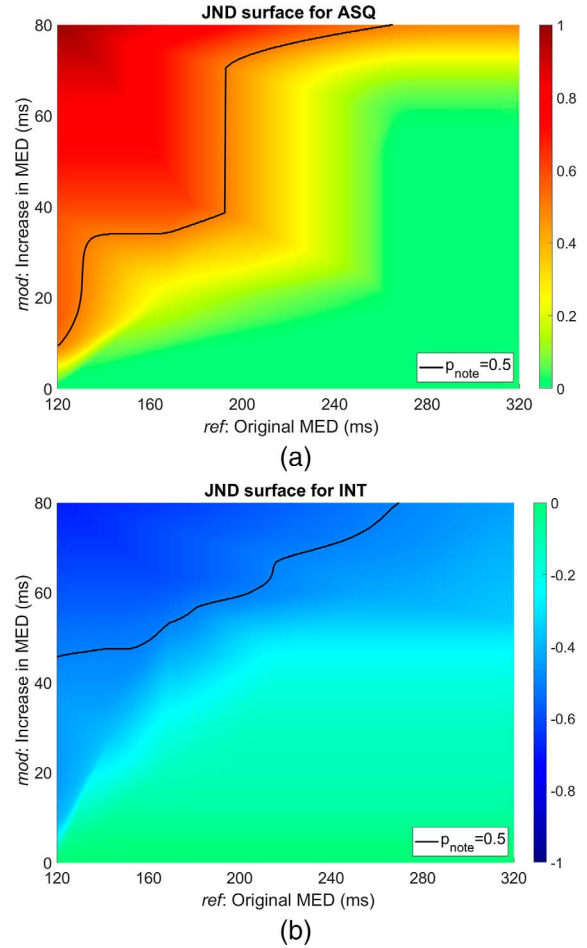 JND surface for ASQ
80
60
40
20
0
mod: Increase in MED (ms)
120 160 200 240 280 320
ref: Original MED (ms)
1
0.8
0.6
0.4
0.2
0
p_note=0.5
(a)
JND surface for INT
80
60
40
20
0
mod: Increase in MED (ms)
120 160 200 240 280 320
ref: Original MED (ms)
0
-0.2
-0.4
-0.6
-0.8
-1
p_note=0.5
(b)